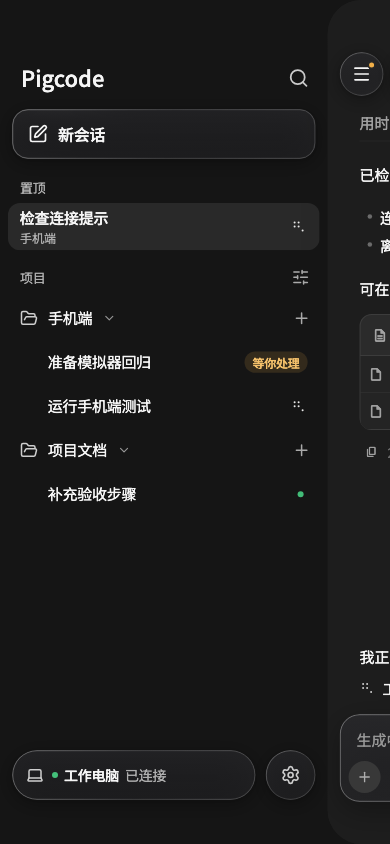 Pigcode
新会话
置顶
检查连接提示
手机端
项目
手机端
准备模拟器回归 等你处理
运行手机端测试
项目文档
补充验收步骤
工作电脑 已连接
用时
已检
可在
我正
生成